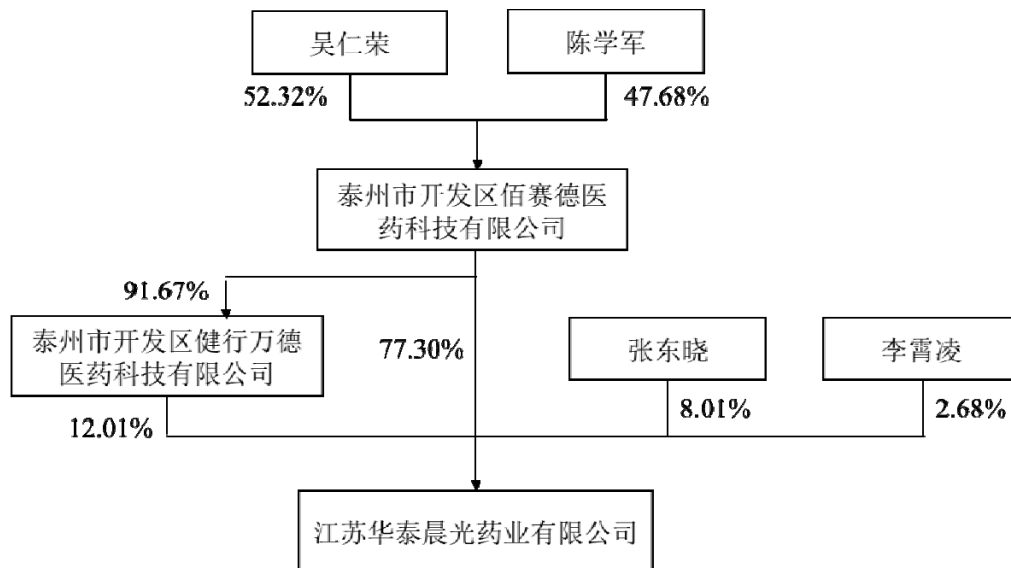 吴仁荣
陈学军
52.32%
47.68%
泰州市开发区佰赛德医
药科技有限公司
91.67%
泰州市开发区健行万德
医药科技有限公司
77.30%
张东晓
李霄凌
12.01%
8.01%
2.68%
江苏华泰晨光药业有限公司